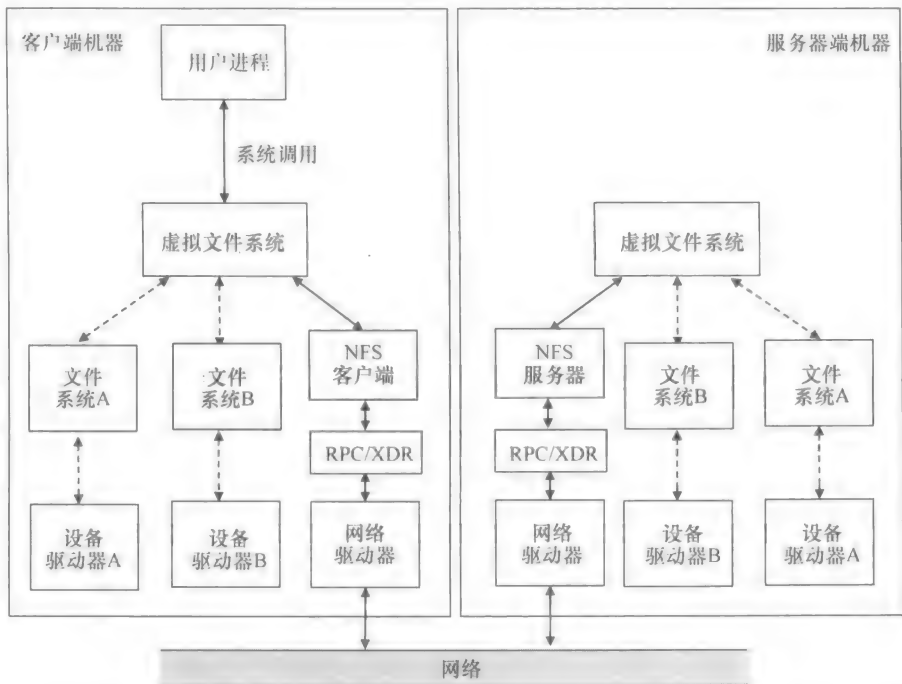 客户端机器
服务器端机器
用户进程
系统调用
虚拟文件系统
虚拟文件系统
文件
系统A
文件
系统B
NFS
客户端
NFS
服务器
文件
系统B
文件
系统A
RPC/XDR
RPC/XDR
设备
驱动器A
设备
驱动器B
网络
驱动器
网络
驱动器
设备
驱动器B
设备
驱动器A
网络